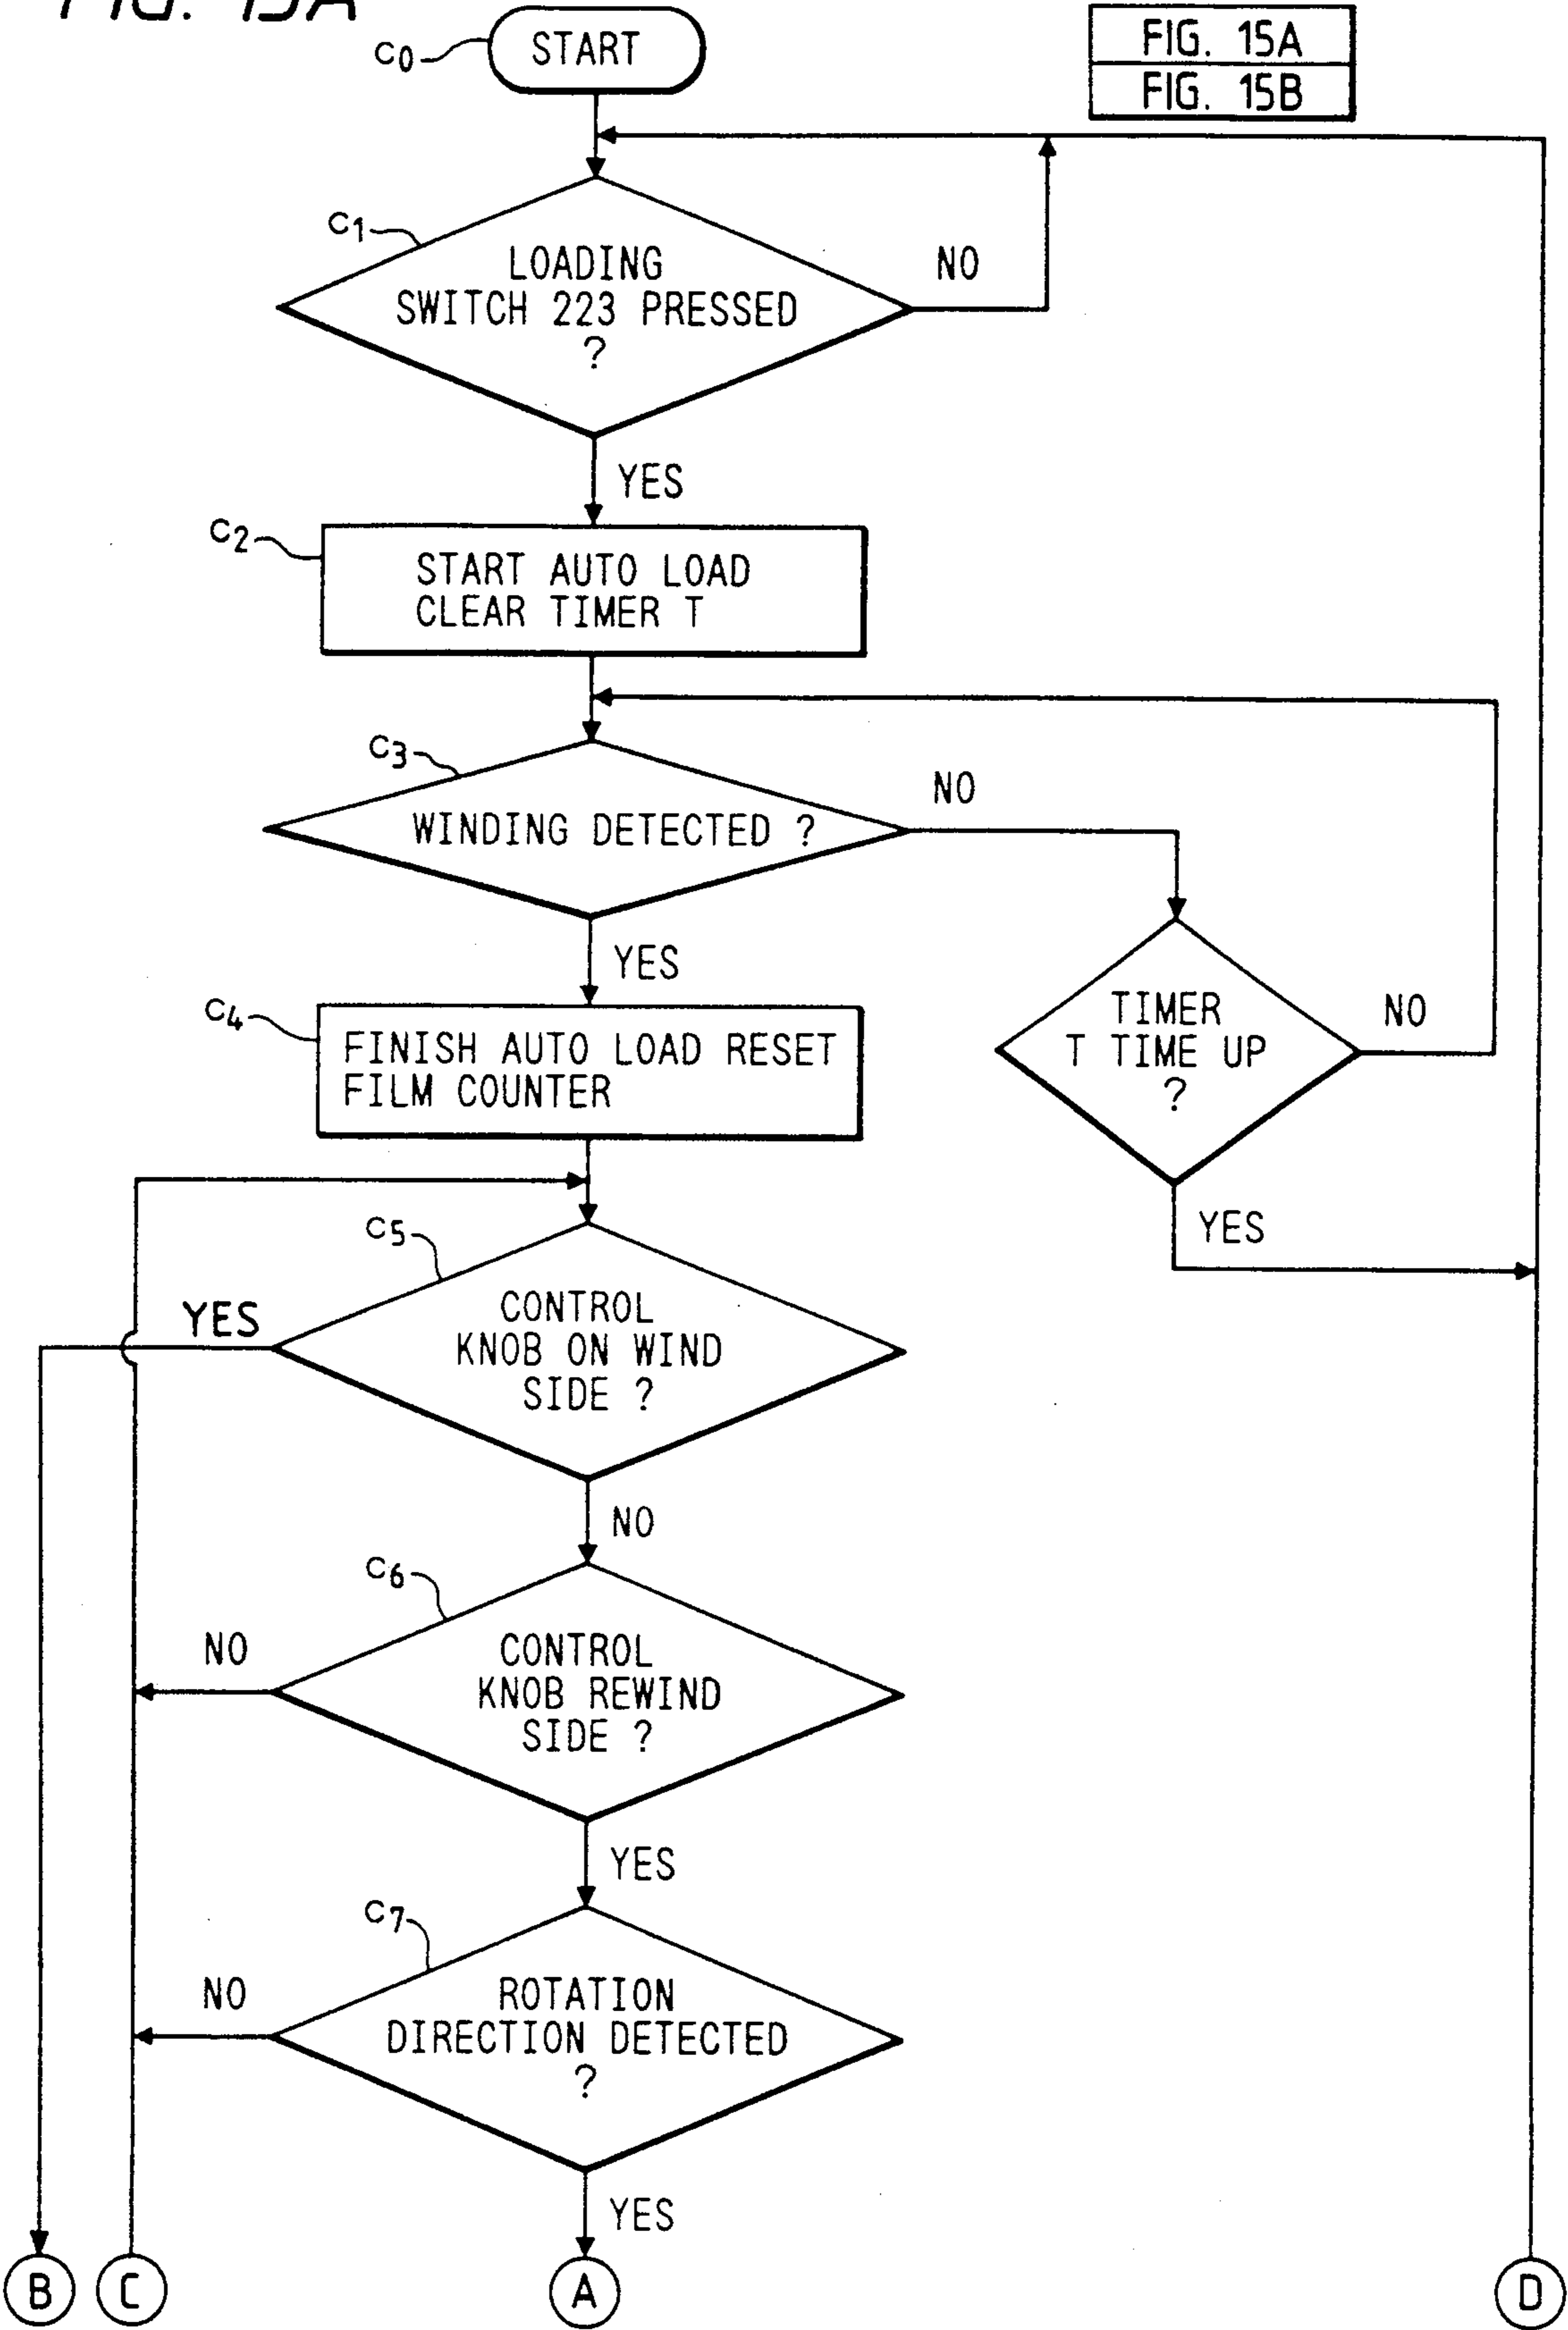 FIG. 15A
C0
START
FIG. 15A
FIG. 15B
C1
LOADING
SWITCH 223 PRESSED
?
NO
YES
C2
START AUTO LOAD
CLEAR TIMER T
C3
WINDING DETECTED ?
NO
YES
TIMER
T TIME UP
?
NO
YES
C4
FINISH AUTO LOAD RESET
FILM COUNTER
C5
YES
CONTROL
KNOB ON WIND
SIDE ?
NO
C6
NO
CONTROL
KNOB REWIND
SIDE ?
YES
C7
NO
ROTATION
DIRECTION DETECTED
?
YES
B
C
A
D